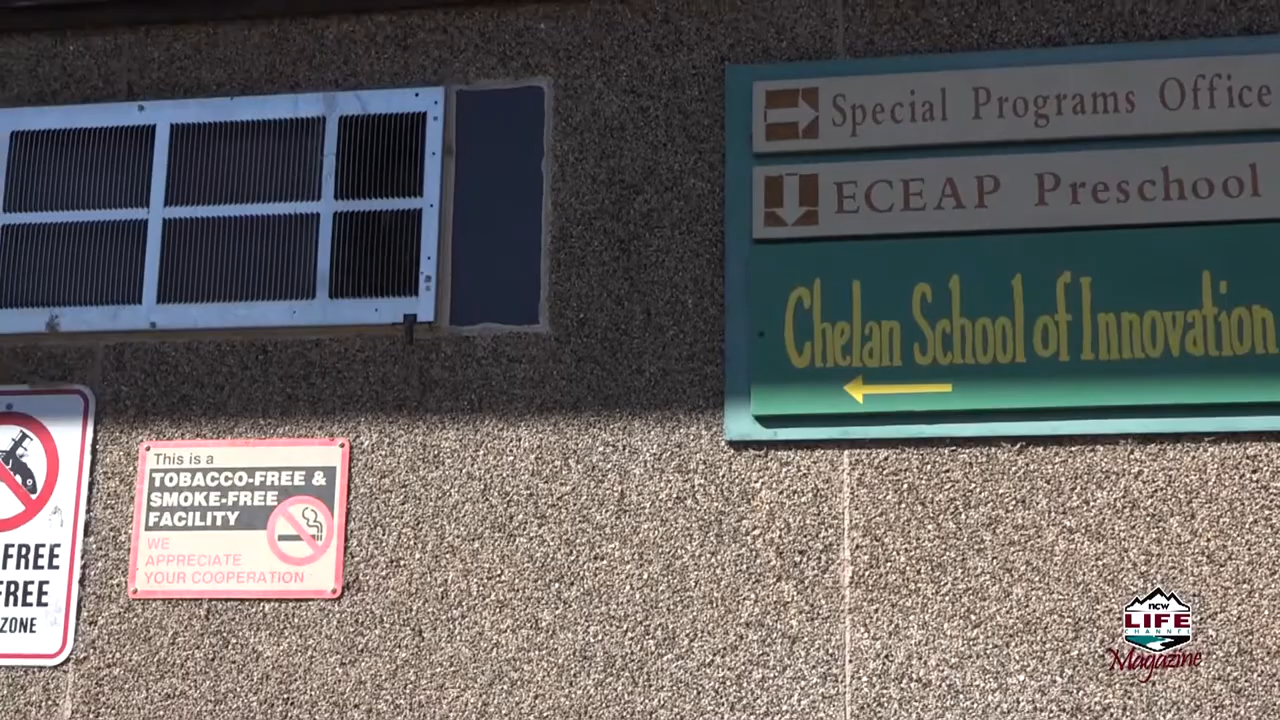 Special Programs Office
ECEAP Preschool
Chelan School of Innovation
This is a
TOBACCO-FREE &
SMOKE-FREE
FACILITY
WE
APPRECIATE
YOUR COOPERATION
FREE
FREE
ZONE
ncw
LIFE
CHANNEL
Magazine